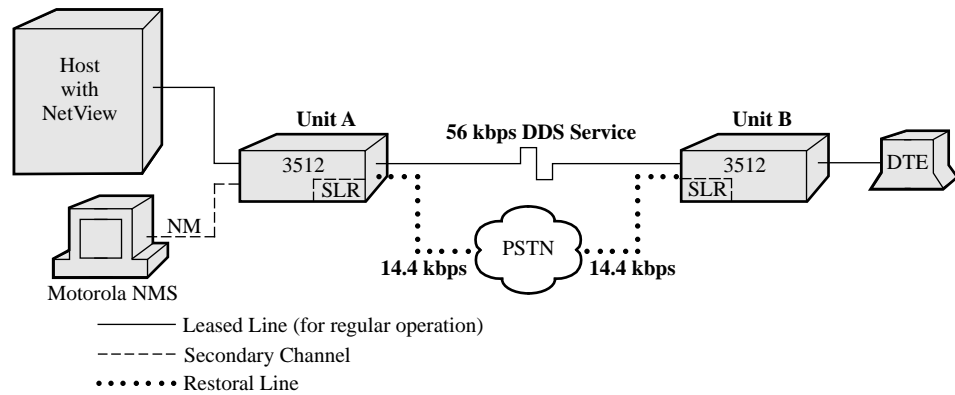 Host
with
NetView
Unit A
56 kbps DDS Service
Unit B
3512
SLR
3512
SLR
DTE
NM
PSTN
14.4 kbps
14.4 kbps
Motorola NMS
Leased Line (for regular operation)
Secondary Channel
Restoral Line